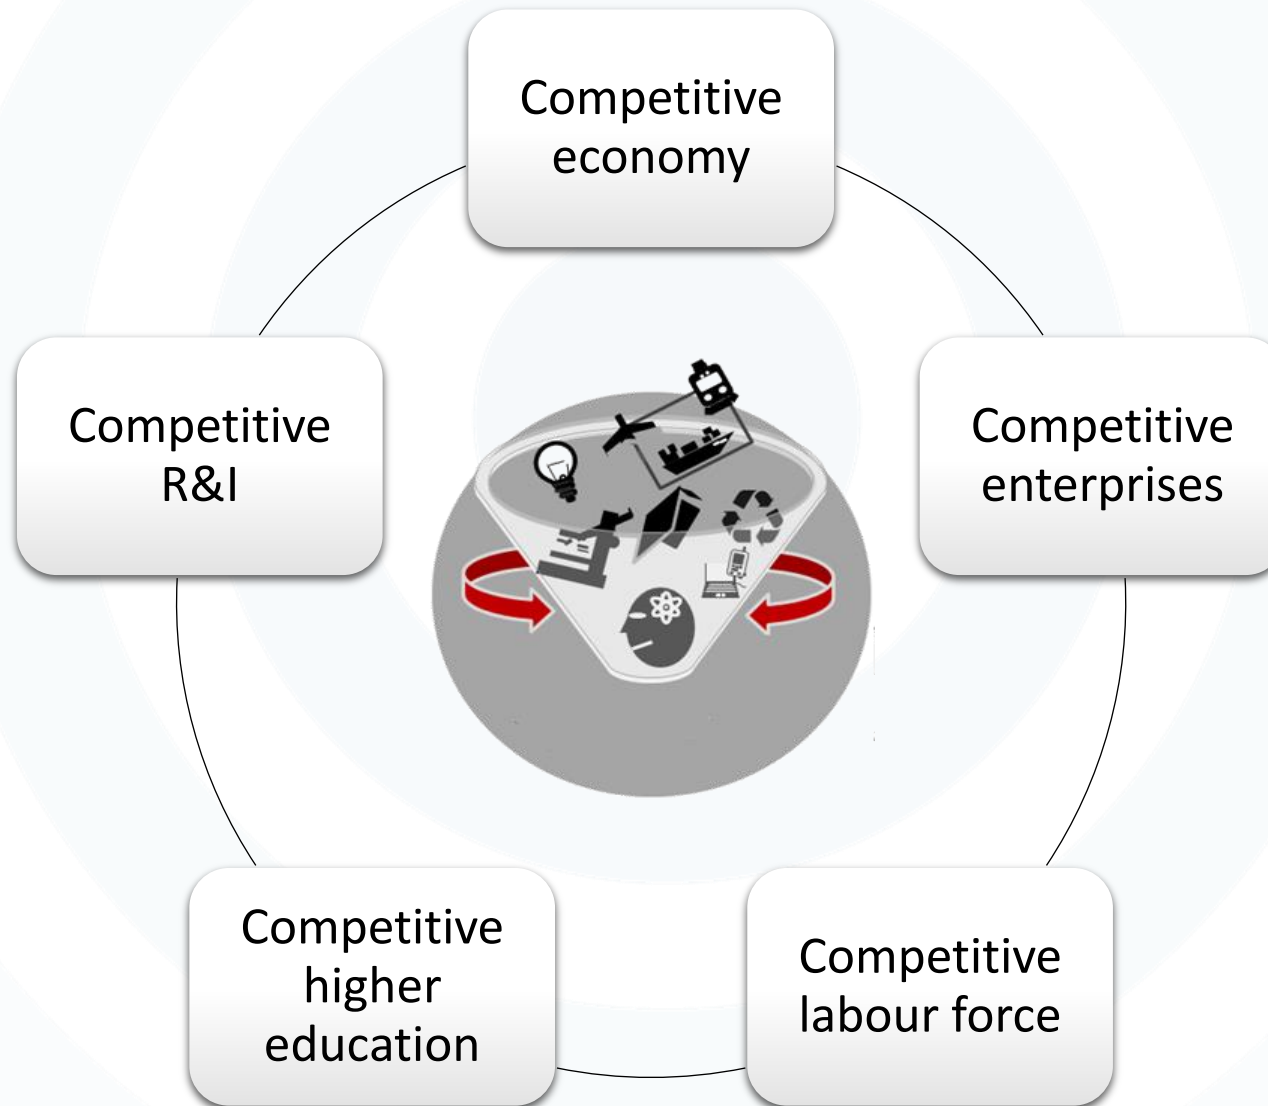 Competitive
economy
Competitive
R&I
Competitive
enterprises
Competitive
higher
education
Competitive
labour force